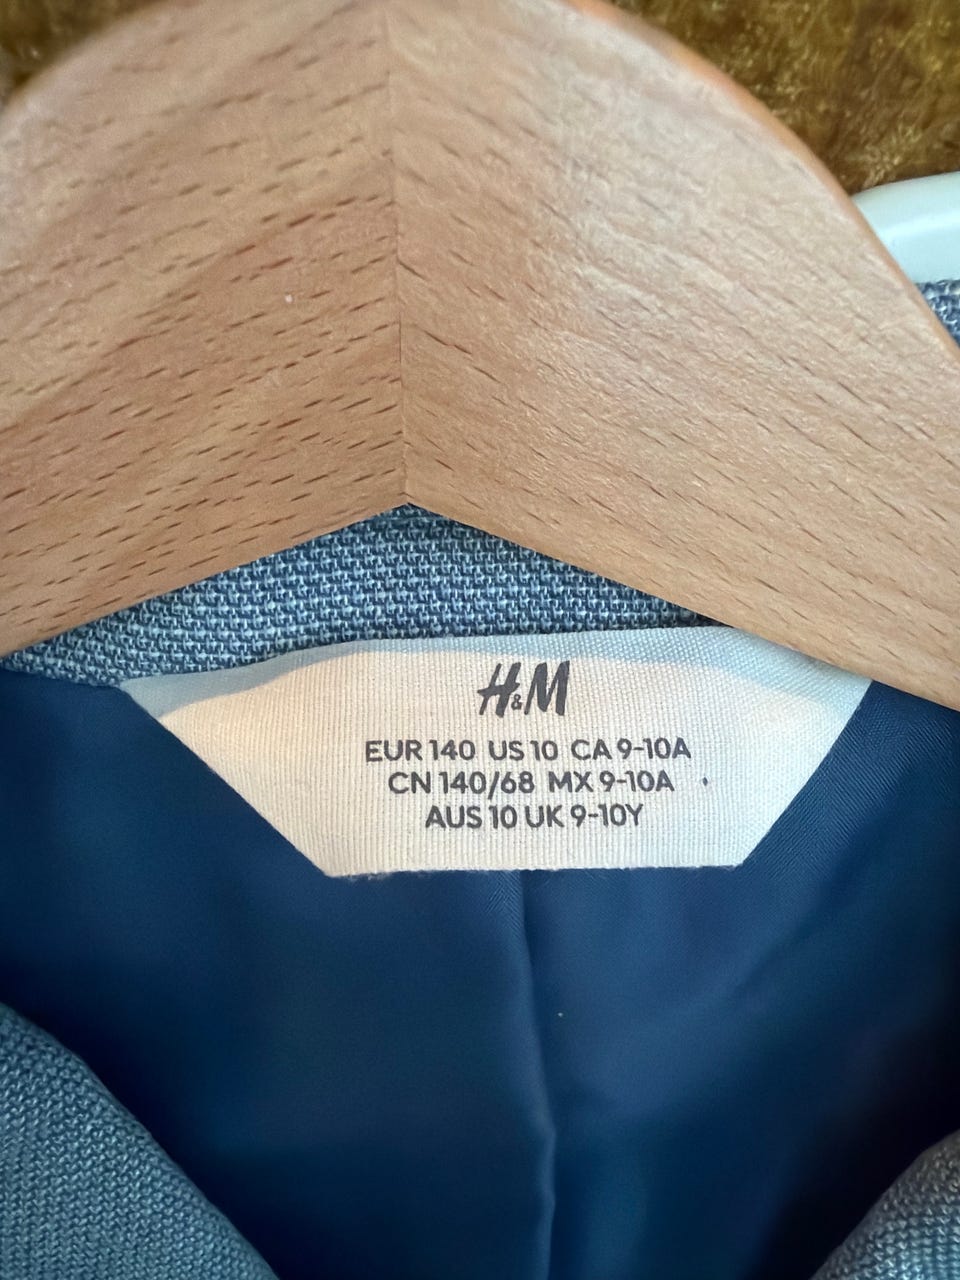 H&M
EUR 140 US 10 CA 9-10A
CN 140/68 MX 9-10A
AUS 10 UK 9-10Y